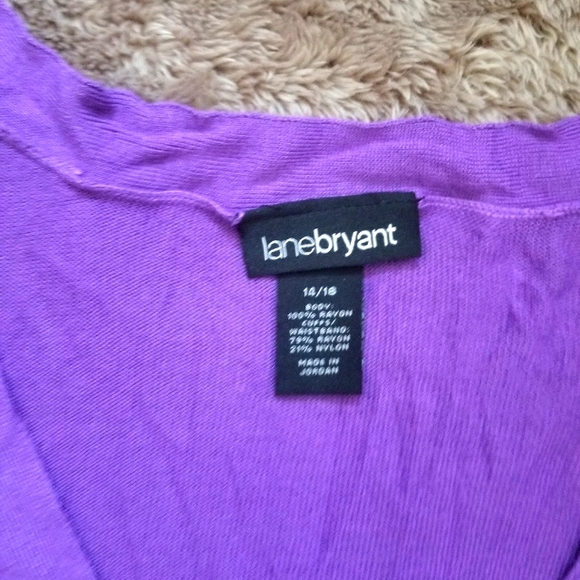 lanebryant
14/16
BODY:
100% RAYON
CUFFS/
WAISTBAND:
79% RAYON
21% NYLON
MADE IN
JORDAN